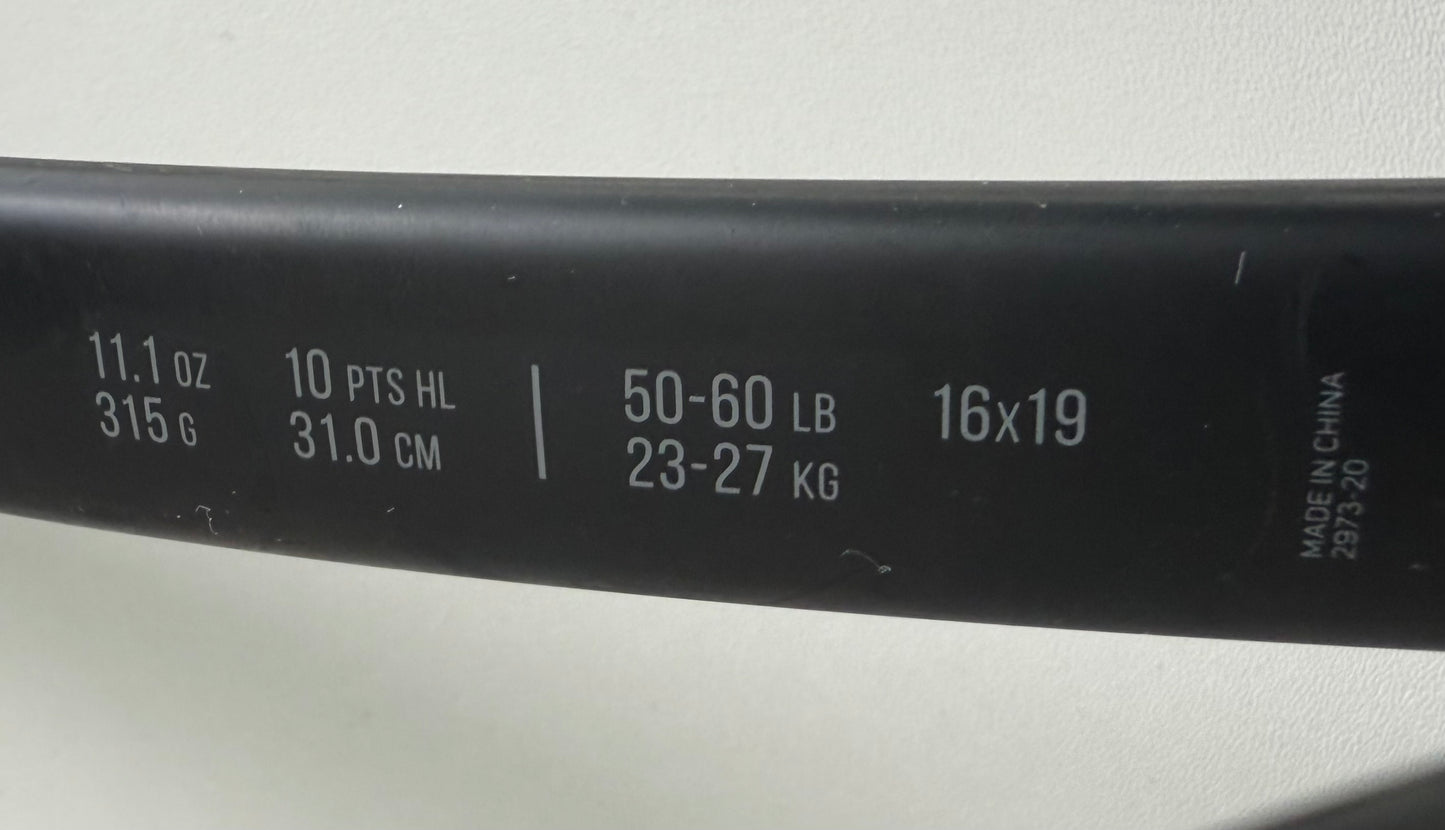 11.1 OZ
315 G
10 PTS HL
31.0 CM
50-60 LB
23-27 KG
16x19
MADE IN CHINA
2973-20